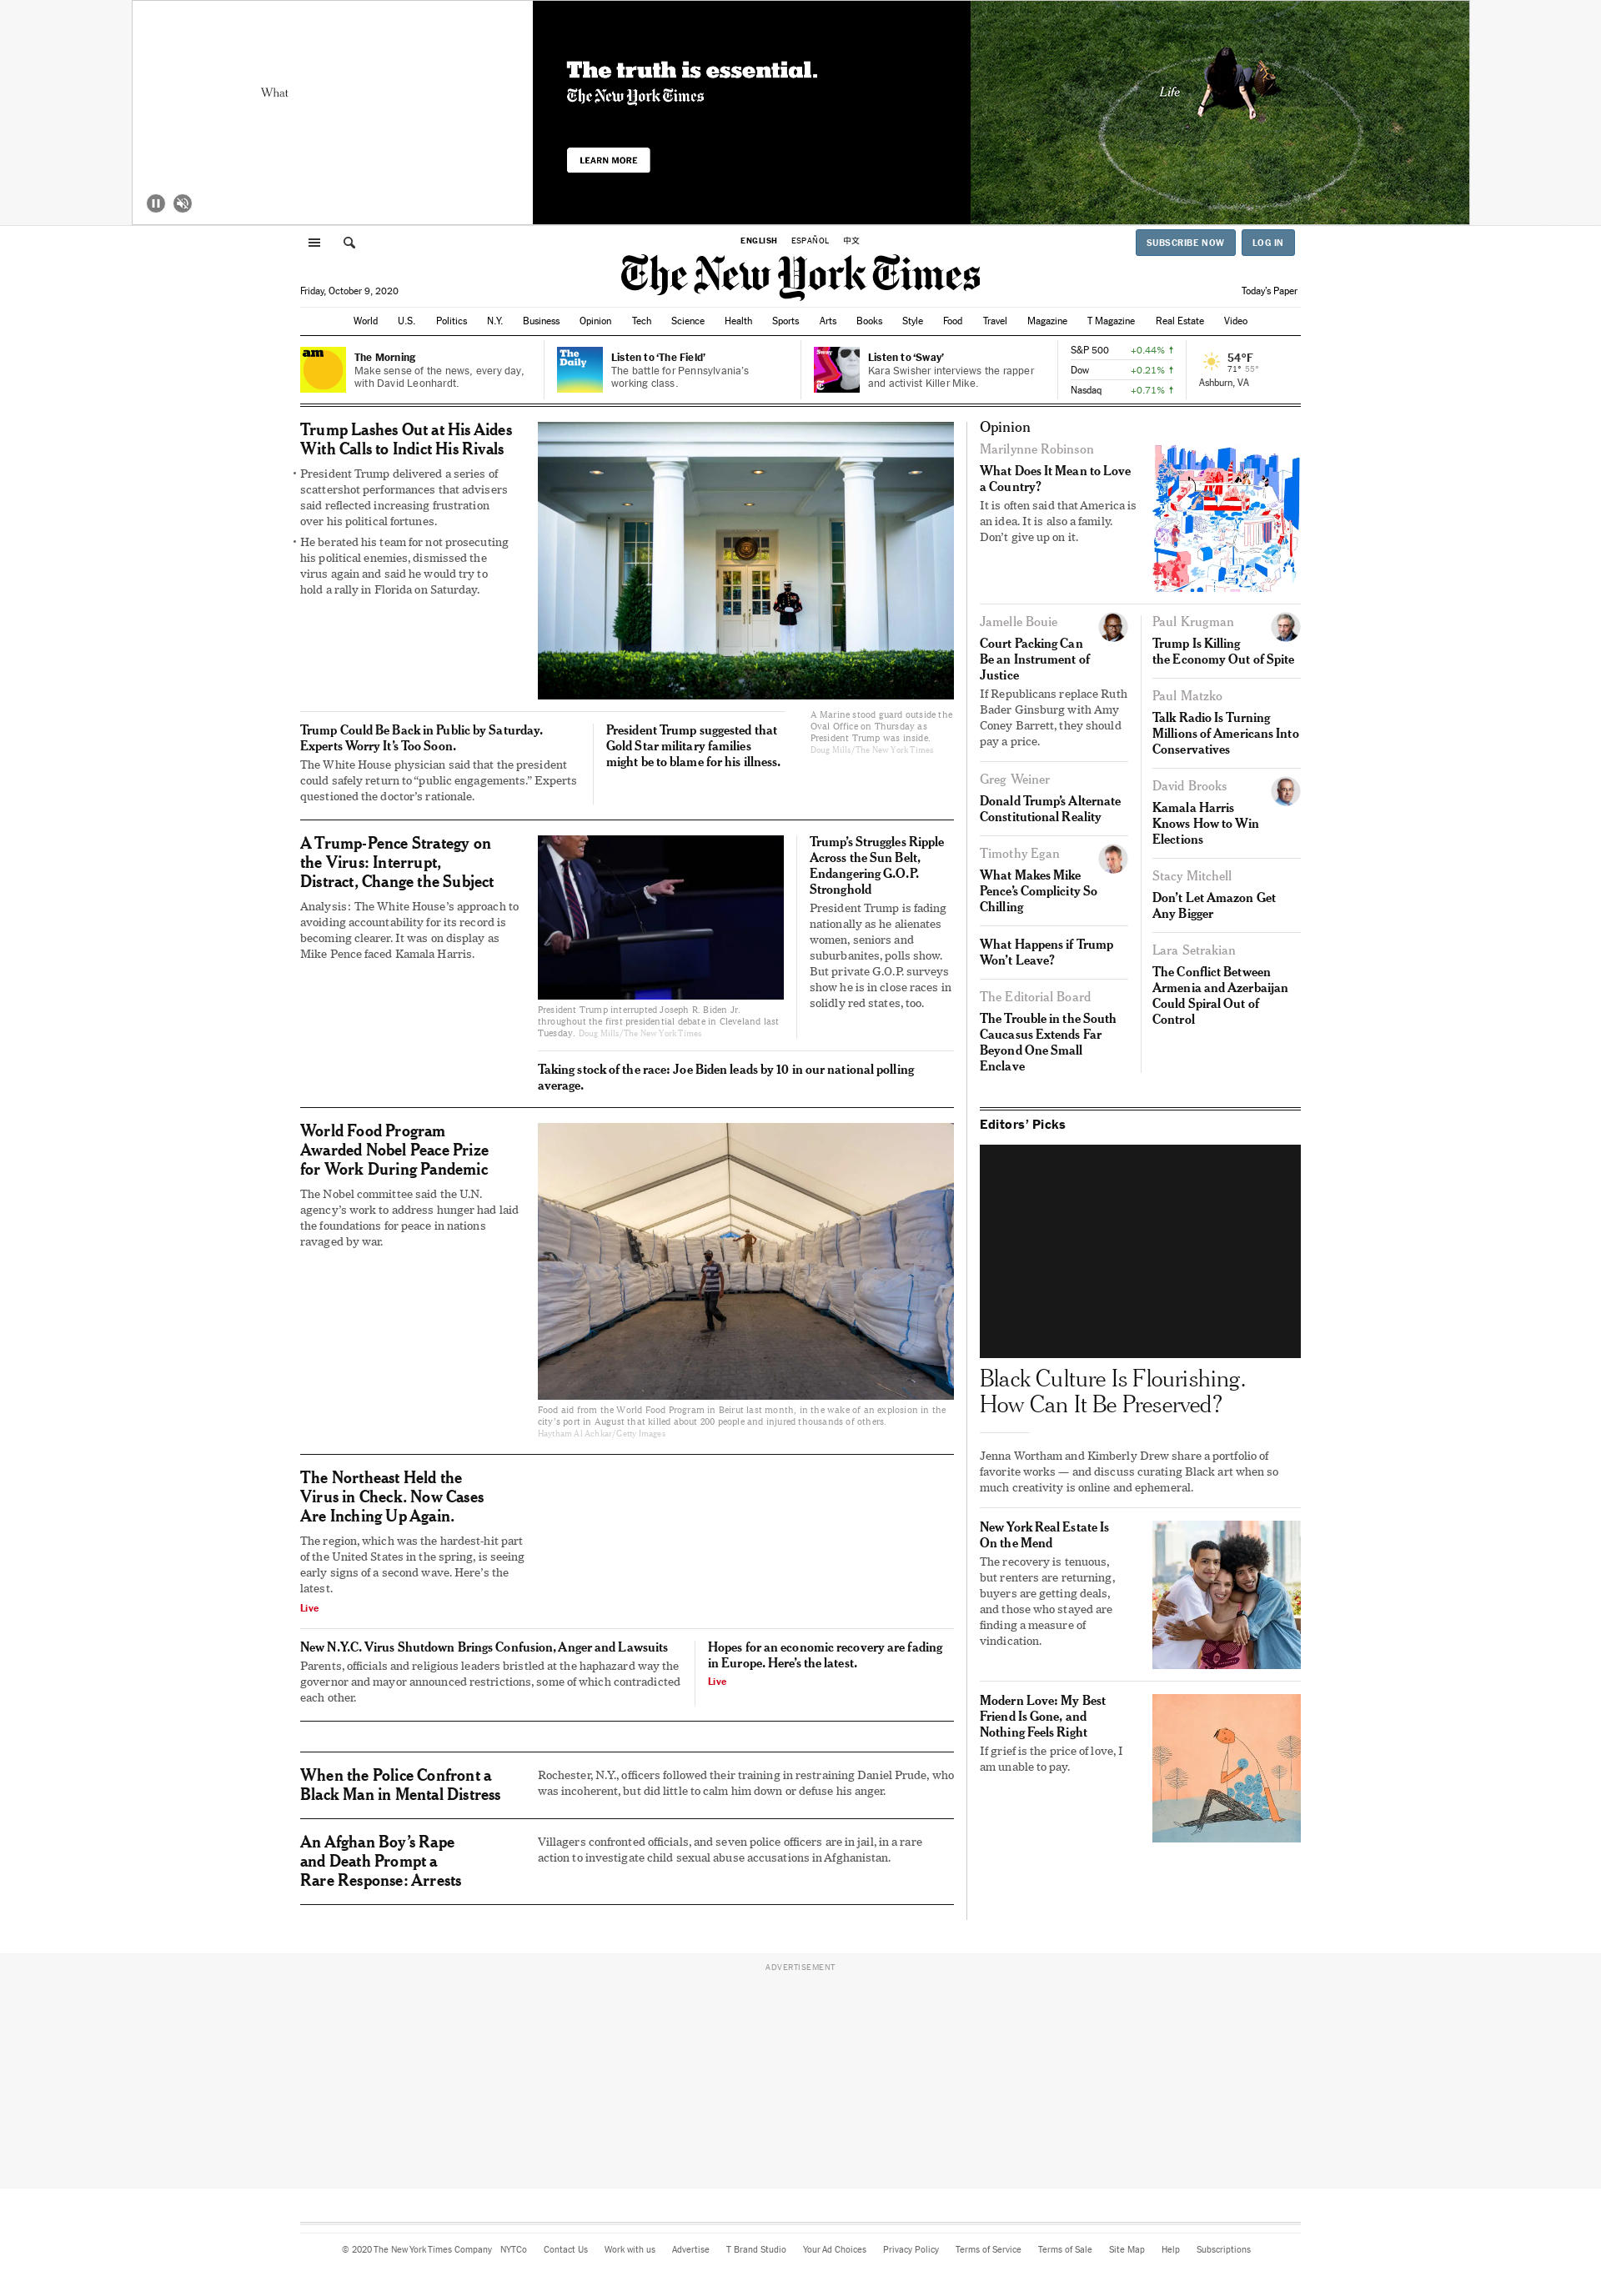 What
The truth is essential.
The New York Times
LEARN MORE
Life
ENGLISH ESPAÑOL 中文
SUBSCRIBE NOW LOG IN
The New York Times
Friday, October 9, 2020
Today's Paper
World U.S. Politics N.Y. Business Opinion Tech Science Health Sports Arts Books Style Food Travel Magazine T Magazine Real Estate Video
am
The Morning
Make sense of the news, every day,
with David Leonhardt.
The
Daily
Listen to ‘The Field’
The battle for Pennsylvania’s
working class.
Sway
Listen to ‘Sway’
Kara Swisher interviews the rapper
and activist Killer Mike.
S&P 500 +0.44% ↑
Dow +0.21% ↑
Nasdaq +0.71% ↑
54°F
71° 55°
Ashburn, VA
Trump Lashes Out at His Aides
With Calls to Indict His Rivals
• President Trump delivered a series of
scattershot performances that advisers
said reflected increasing frustration
over his political fortunes.
• He berated his team for not prosecuting
his political enemies, dismissed the
virus again and said he would try to
hold a rally in Florida on Saturday.
A Marine stood guard outside the
Oval Office on Thursday as
President Trump was inside.
Doug Mills/The New York Times
Trump Could Be Back in Public by Saturday.
Experts Worry It’s Too Soon.
The White House physician said that the president
could safely return to “public engagements.” Experts
questioned the doctor’s rationale.
President Trump suggested that
Gold Star military families
might be to blame for his illness.
A Trump-Pence Strategy on
the Virus: Interrupt,
Distract, Change the Subject
Analysis: The White House’s approach to
avoiding accountability for its record is
becoming clearer. It was on display as
Mike Pence faced Kamala Harris.
President Trump interrupted Joseph R. Biden Jr.
throughout the first presidential debate in Cleveland last
Tuesday. Doug Mills/The New York Times
Trump’s Struggles Ripple
Across the Sun Belt,
Endangering G.O.P.
Stronghold
President Trump is fading
nationally as he alienates
women, seniors and
suburbanites, polls show.
But private G.O.P. surveys
show he is in close races in
solidly red states, too.
Taking stock of the race: Joe Biden leads by 10 in our national polling
average.
World Food Program
Awarded Nobel Peace Prize
for Work During Pandemic
The Nobel committee said the U.N.
agency’s work to address hunger had laid
the foundations for peace in nations
ravaged by war.
Food aid from the World Food Program in Beirut last month, in the wake of an explosion in the
city’s port in August that killed about 200 people and injured thousands of others.
Haytham Al Achkar/Getty Images
The Northeast Held the
Virus in Check. Now Cases
Are Inching Up Again.
The region, which was the hardest-hit part
of the United States in the spring, is seeing
early signs of a second wave. Here’s the
latest.
Live
New N.Y.C. Virus Shutdown Brings Confusion, Anger and Lawsuits
Parents, officials and religious leaders bristled at the haphazard way the
governor and mayor announced restrictions, some of which contradicted
each other.
Hopes for an economic recovery are fading
in Europe. Here’s the latest.
Live
When the Police Confront a
Black Man in Mental Distress
Rochester, N.Y., officers followed their training in restraining Daniel Prude, who
was incoherent, but did little to calm him down or defuse his anger.
An Afghan Boy’s Rape
and Death Prompt a
Rare Response: Arrests
Villagers confronted officials, and seven police officers are in jail, in a rare
action to investigate child sexual abuse accusations in Afghanistan.
Opinion
Marilynne Robinson
What Does It Mean to Love
a Country?
It is often said that America is
an idea. It is also a family.
Don’t give up on it.
Jamelle Bouie
Court Packing Can
Be an Instrument of
Justice
If Republicans replace Ruth
Bader Ginsburg with Amy
Coney Barrett, they should
pay a price.
Greg Weiner
Donald Trump’s Alternate
Constitutional Reality
Timothy Egan
What Makes Mike
Pence’s Complicity So
Chilling
What Happens if Trump
Won’t Leave?
The Editorial Board
The Trouble in the South
Caucasus Extends Far
Beyond One Small
Enclave
Paul Krugman
Trump Is Killing
the Economy Out of Spite
Paul Matzko
Talk Radio Is Turning
Millions of Americans Into
Conservatives
David Brooks
Kamala Harris
Knows How to Win
Elections
Stacy Mitchell
Don’t Let Amazon Get
Any Bigger
Lara Setrakian
The Conflict Between
Armenia and Azerbaijan
Could Spiral Out of
Control
Editors’ Picks
Black Culture Is Flourishing.
How Can It Be Preserved?
Jenna Wortham and Kimberly Drew share a portfolio of
favorite works — and discuss curating Black art when so
much creativity is online and ephemeral.
New York Real Estate Is
On the Mend
The recovery is tenuous,
but renters are returning,
buyers are getting deals,
and those who stayed are
finding a measure of
vindication.
Modern Love: My Best
Friend Is Gone, and
Nothing Feels Right
If grief is the price of love, I
am unable to pay.
ADVERTISEMENT
© 2020 The New York Times Company NYTCo Contact Us Work with us Advertise T Brand Studio Your Ad Choices Privacy Policy Terms of Service Terms of Sale Site Map Help Subscriptions